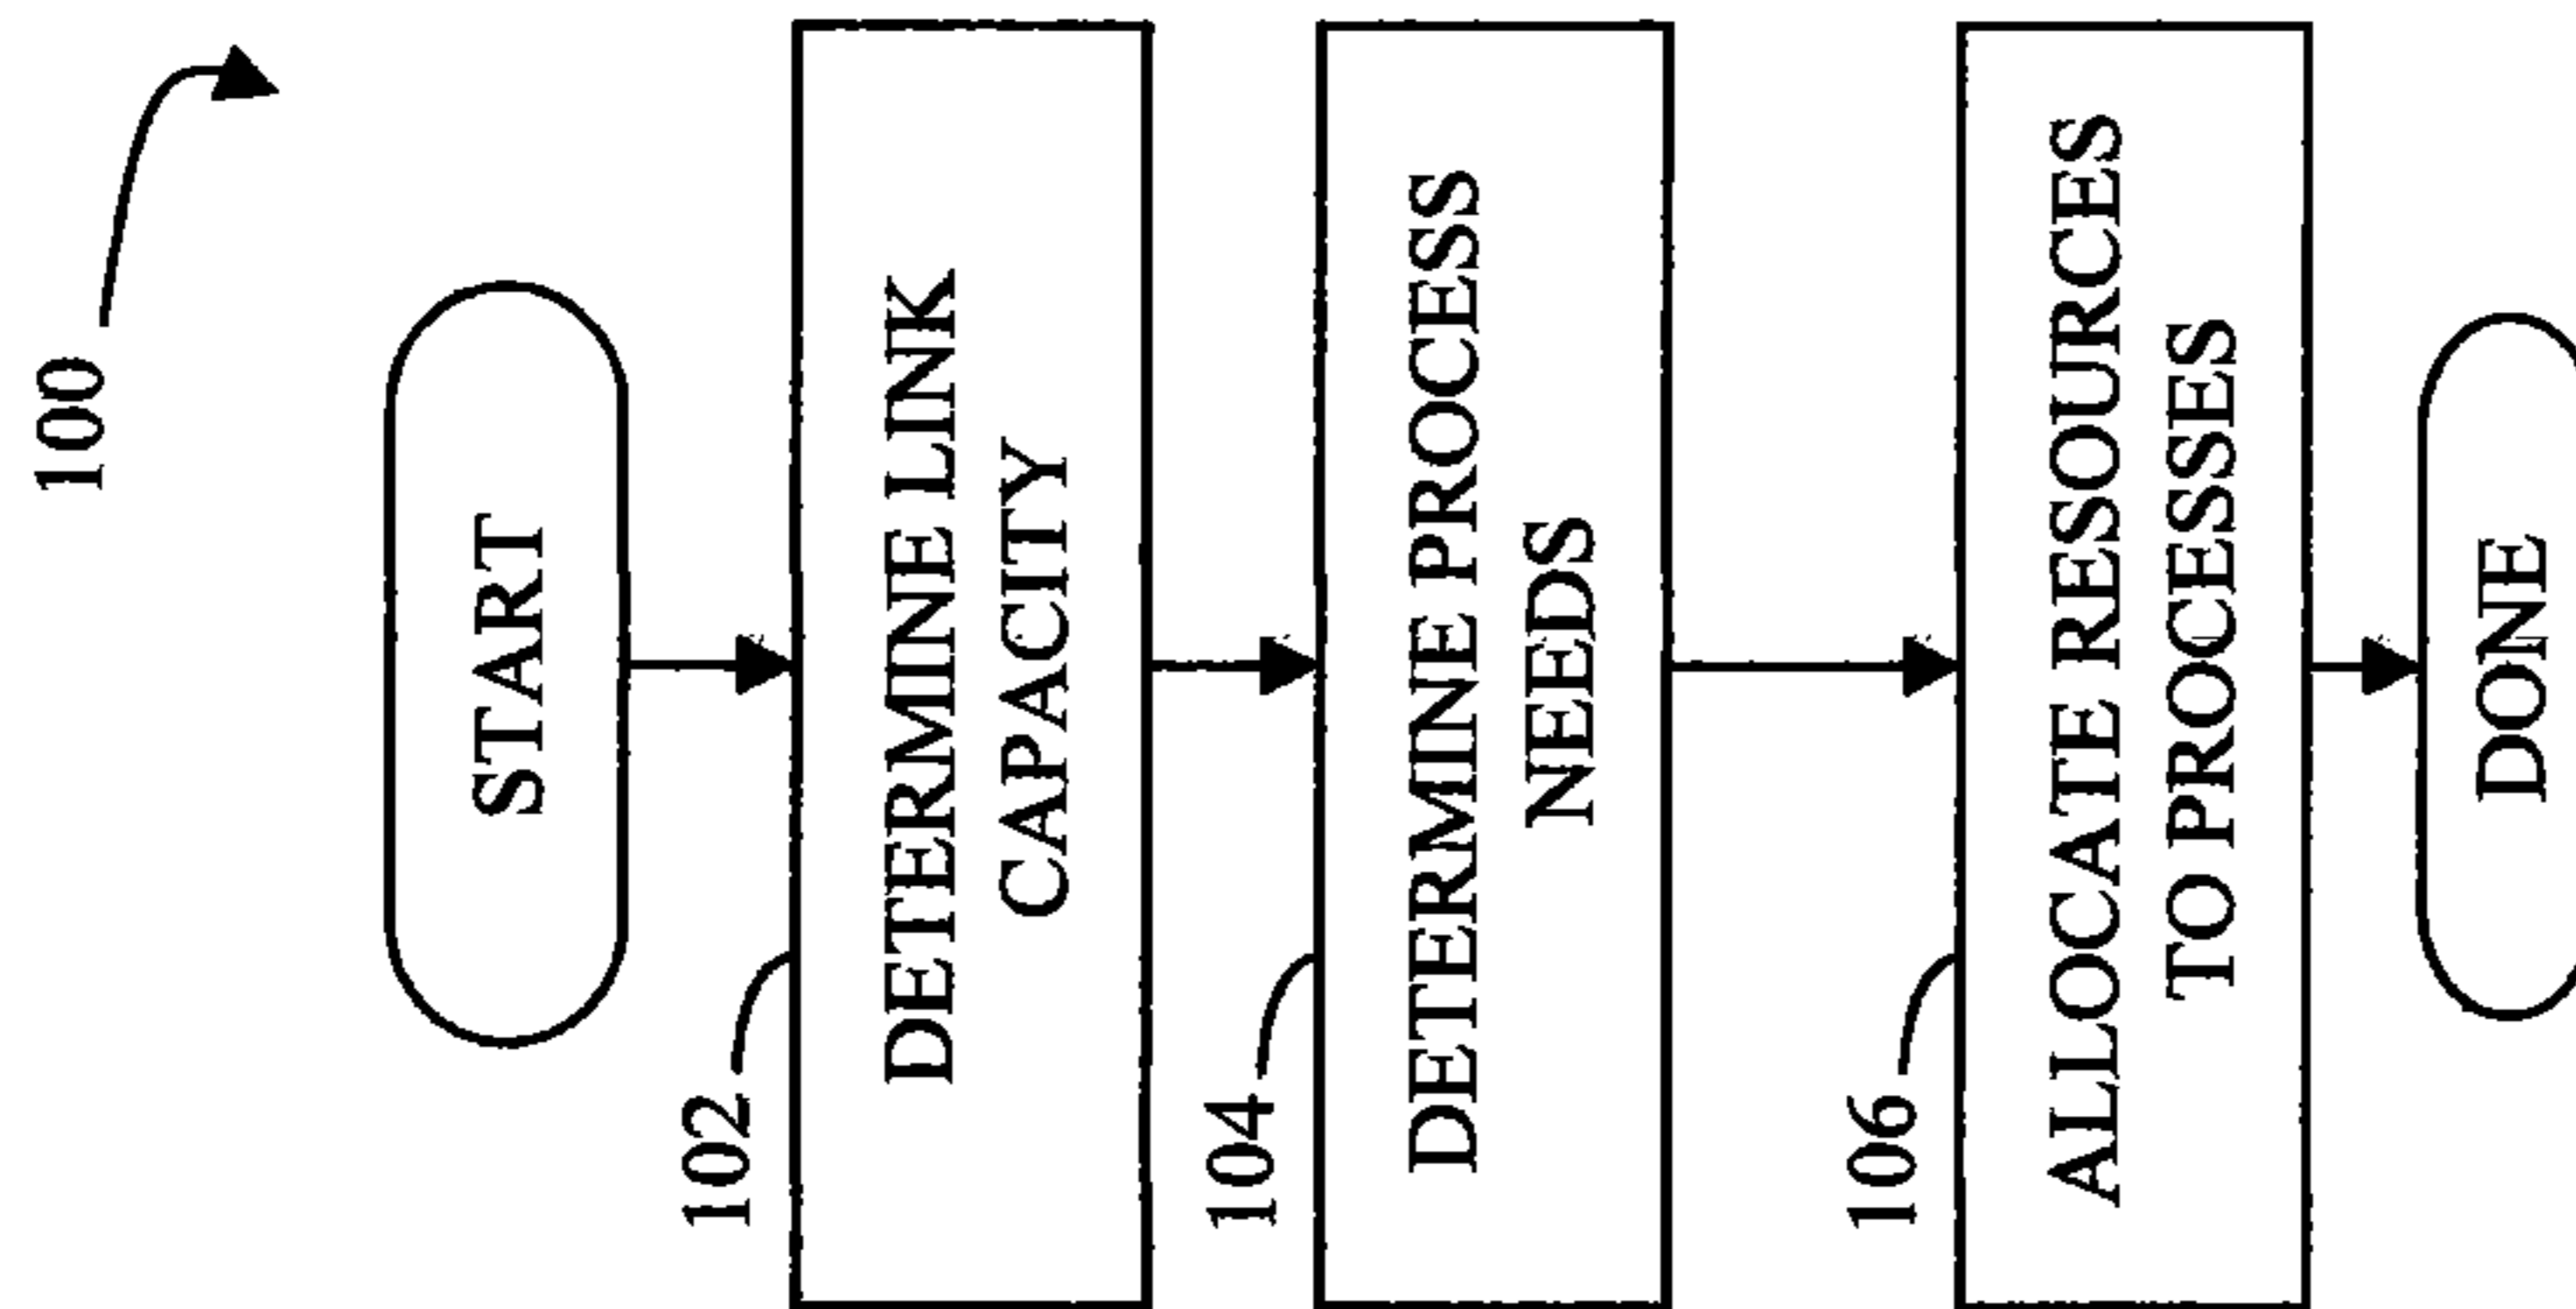 100
START
102
DETERMINE LINK
CAPACITY
104
DETERMINE PROCESS
NEEDS
106
ALLOCATE RESOURCES
TO PROCESSES
DONE